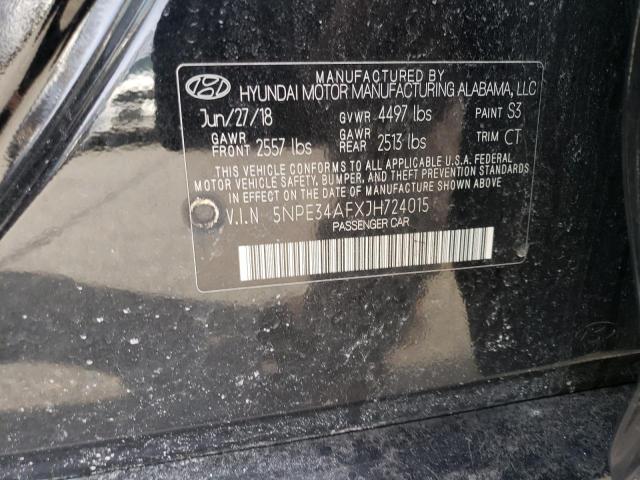 MANUFACTURED BY
HYUNDAI MOTOR MANUFACTURING ALABAMA, LLC
Jun/27/18 GVWR 4497 lbs PAINT S3
GAWR FRONT 2557 lbs GAWR REAR 2513 lbs TRIM CT
THIS VEHICLE CONFORMS TO ALL APPLICABLE U.S.A. FEDERAL
MOTOR VEHICLE SAFETY, BUMPER, AND THEFT PREVENTION
STANDARDS IN EFFECT ON THE DATE OF MANUFACTURE
SHOWN ABOVE
V.I.N 5NPE34AFXJH724015
PASSENGER CAR